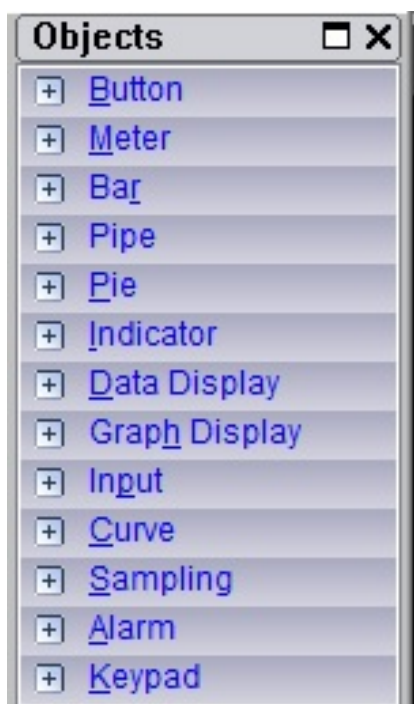 Objects
Button
Meter
Bar
Pipe
Pie
Indicator
Data Display
Graph Display
Input
Curve
Sampling
Alarm
Keypad